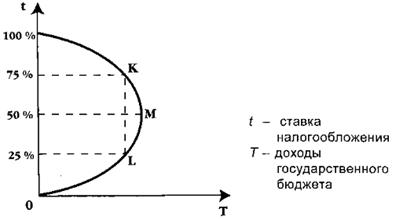 t
100 %
75 %
K
50 %
M
25 %
L
0
T
t – ставка
налогообложения
T – доходы
государственного
бюджета